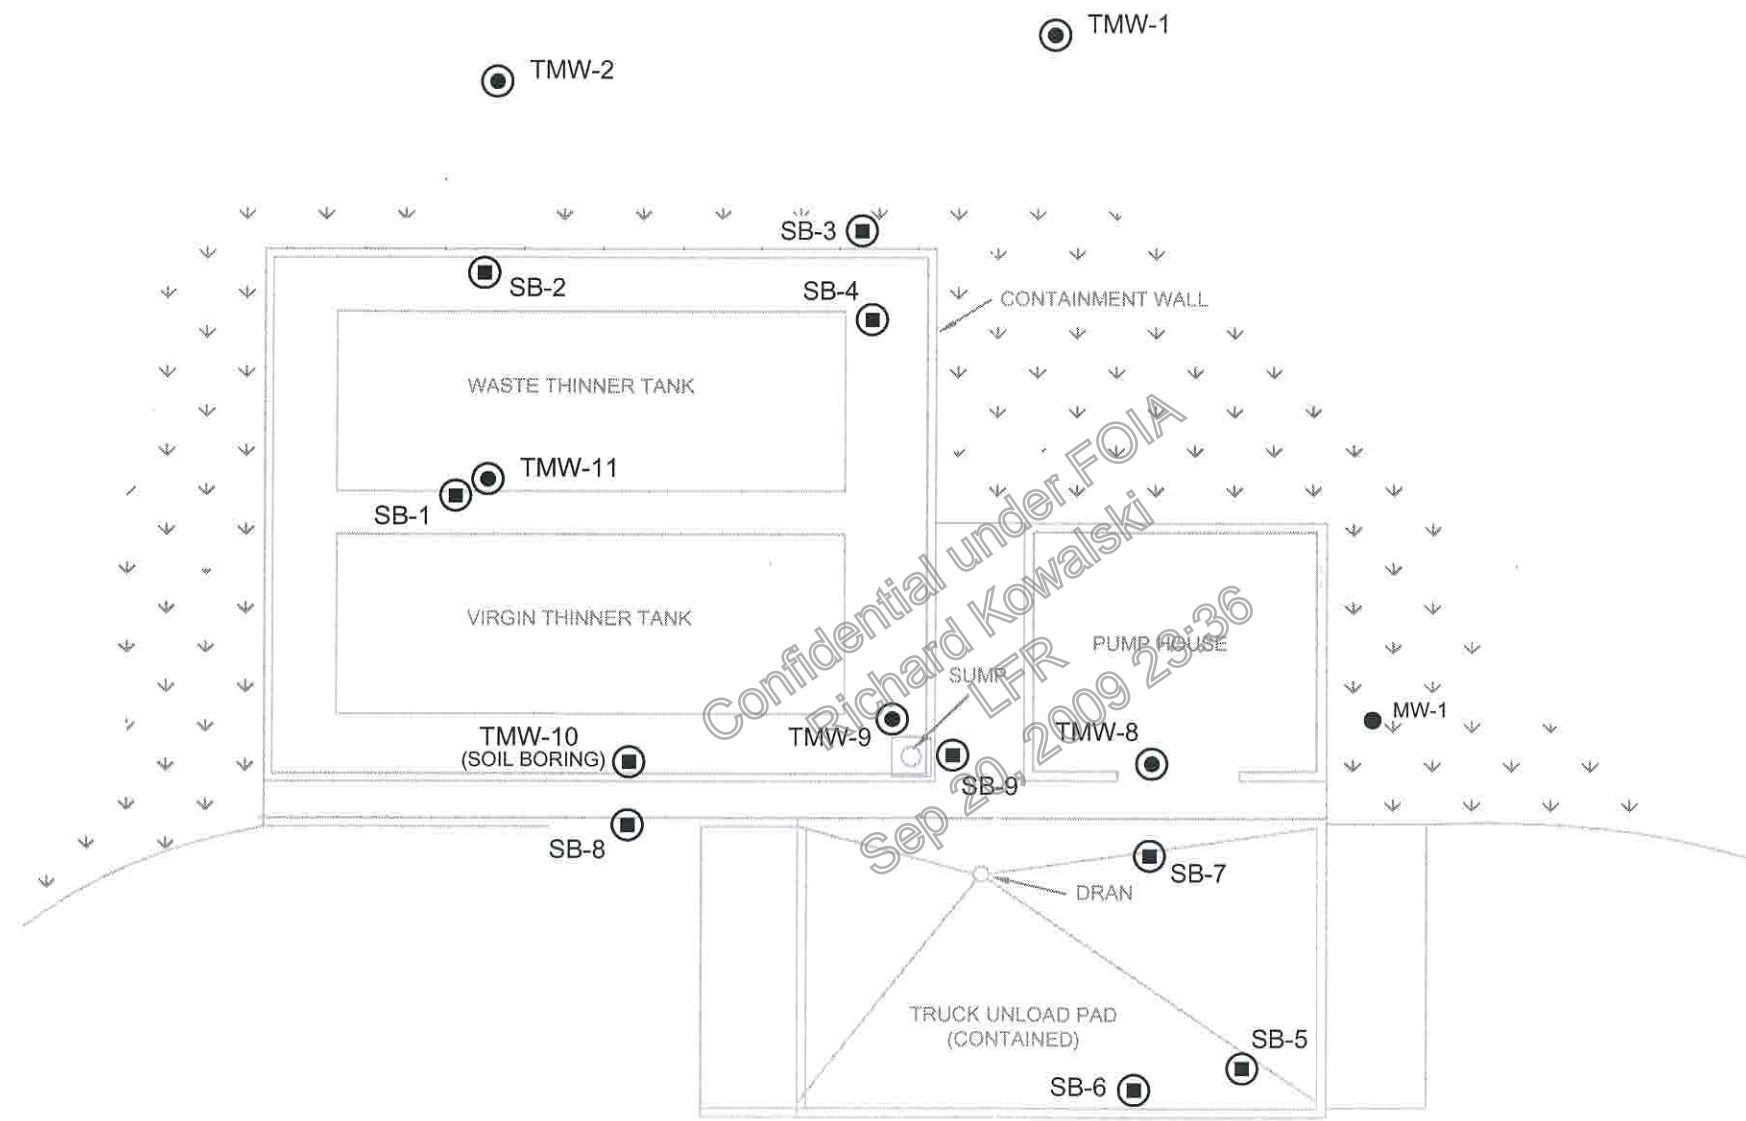 TMW-1
TMW-2
SB-3
SB-2
SB-4
CONTAINMENT WALL
WASTE THINNER TANK
TMW-11
SB-1
VIRGIN THINNER TANK
PUMP HOUSE
SUMP
MW-1
TMW-10
(SOIL BORING)
TMW-9
TMW-8
SB-9
SB-8
SB-7
DRAN
TRUCK UNLOAD PAD
(CONTAINED)
SB-5
SB-6
Confidential under FOIA
Richard Kowalski
LFR
Sep 20, 2009 23:36